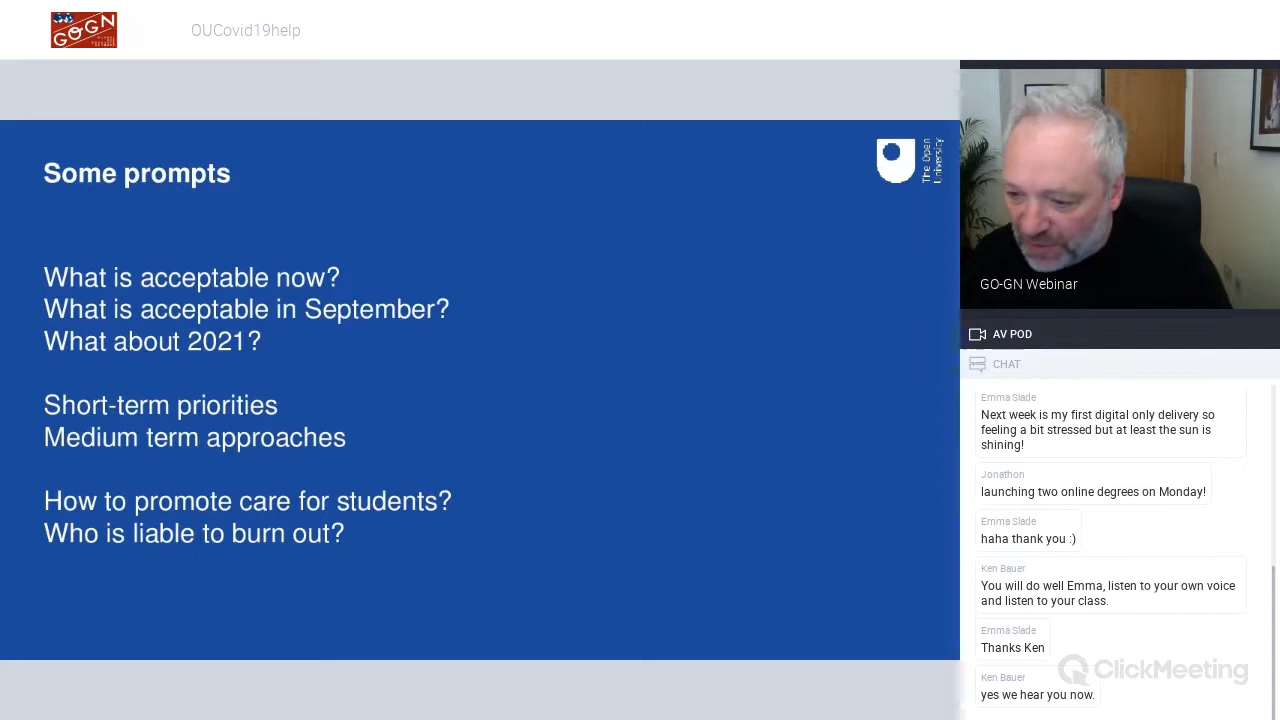 GOGN
OUCovid19help
Some prompts
The Open
University
What is acceptable now?
What is acceptable in September?
What about 2021?
Short-term priorities
Medium term approaches
How to promote care for students?
Who is liable to burn out?
GO-GN Webinar
AV POD
CHAT
Emma Slade
Next week is my first digital only delivery so
feeling a bit stressed but at least the sun is
shining!
Jonathon
launching two online degrees on Monday!
Emma Slade
haha thank you :)
Ken Bauer
You will do well Emma, listen to your own voice
and listen to your class.
Emma Slade
Thanks Ken
Ken Bauer
yes we hear you now.
ClickMeeting